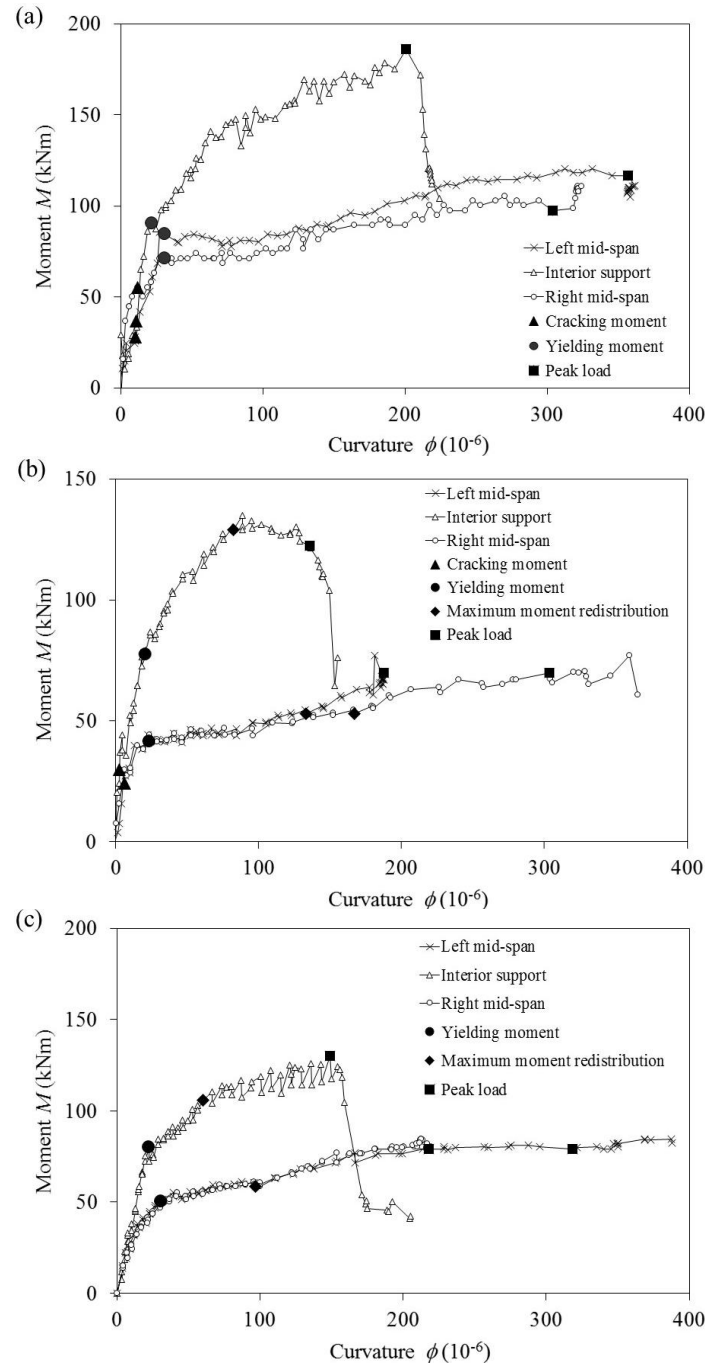 (a)
200
150
100
50
0
Moment M (kNm)
Left mid-span
Interior support
Right mid-span
Cracking moment
Yielding moment
Peak load
0 100 200 300 400
Curvature ϕ (10⁻⁶)
(b)
150
100
50
0
Moment M (kNm)
Left mid-span
Interior support
Right mid-span
Cracking moment
Yielding moment
Maximum moment redistribution
Peak load
0 100 200 300 400
Curvature ϕ (10⁻⁶)
(c)
200
150
100
50
0
Moment M (kNm)
Left mid-span
Interior support
Right mid-span
Yielding moment
Maximum moment redistribution
Peak load
0 100 200 300 400
Curvature ϕ (10⁻⁶)